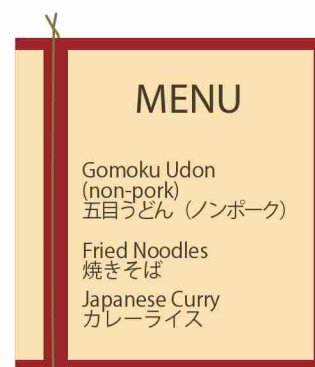 MENU
Gomoku Udon
(non-pork)
五目うどん（ノンポーク）
Fried Noodles
焼きそば
Japanese Curry
カレーライス